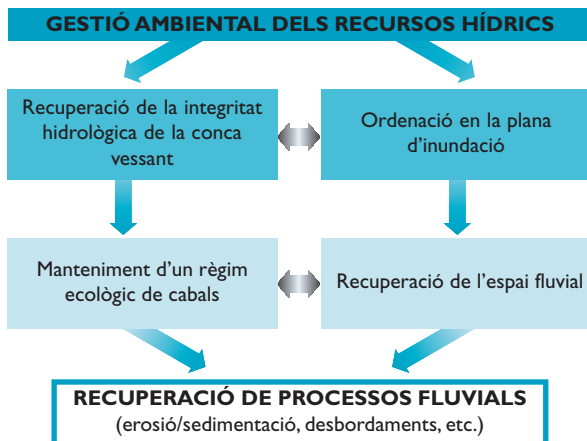 GESTIÓ AMBIENTAL DELS RECURSOS HÍDRICS
Recuperació de la integritat
hidrològica de la conca
vessant
Ordenació en la plana
d’inundació
Manteniment d’un règim
ecològic de cabals
Recuperació de l’espai fluvial
RECUPERACIÓ DE PROCESSOS FLUVIALS
(erosió/sedimentació, desbordaments, etc.)